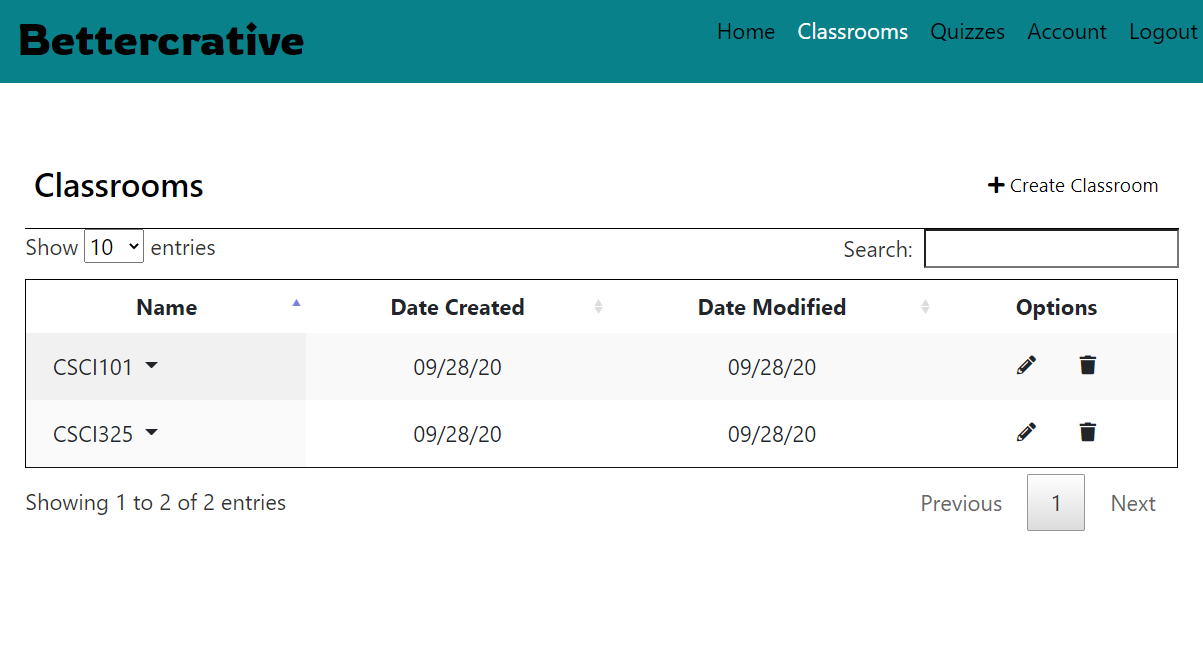 Bettercrative
Home Classrooms Quizzes Account Logout
Classrooms
Create Classroom
Show 10 entries
Search:
Name Date Created Date Modified Options
CSCI101 09/28/20 09/28/20
CSCI325 09/28/20 09/28/20
Showing 1 to 2 of 2 entries
Previous 1 Next